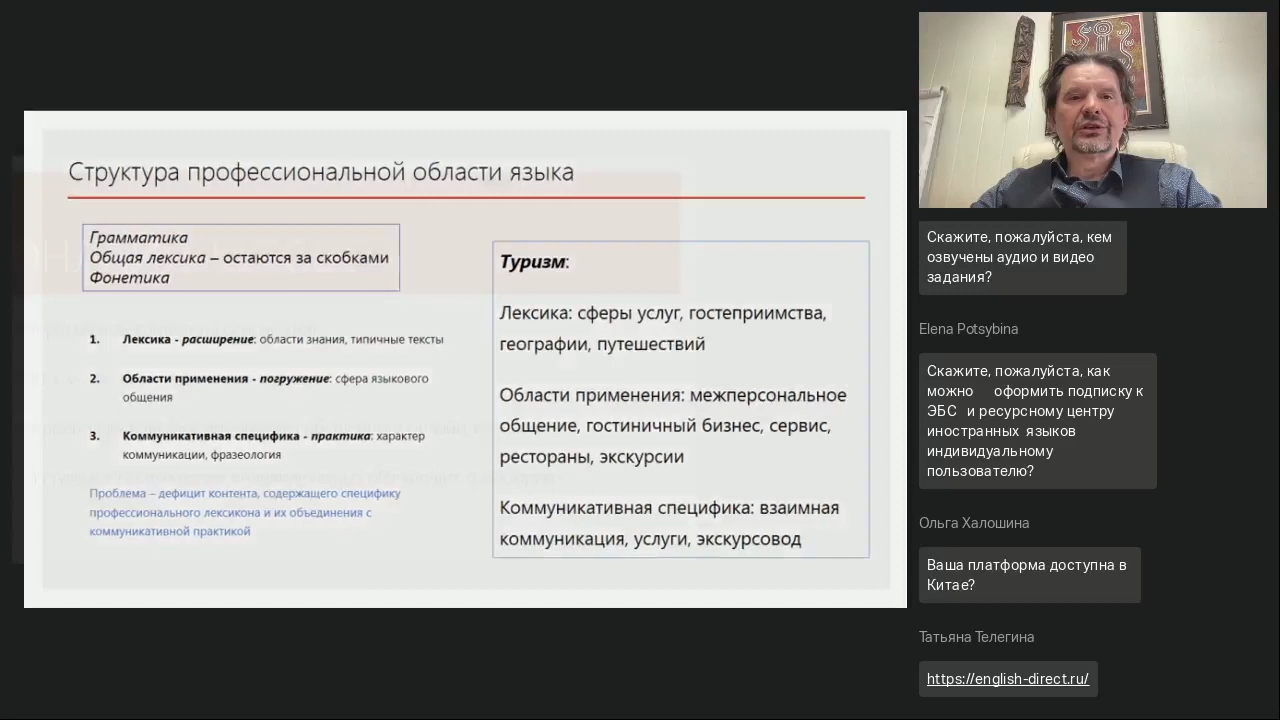 Структура профессиональной области языка
Грамматика
Общая лексика – остаются за скобками
Фонетика
1. Лексика - расширение: области знания, типичные тексты
2. Области применения - погружение: сфера языкового
общения
3. Коммуникативная специфика - практика: характер
коммуникации, фразеология
Проблема – дефицит контента, содержащего специфику
профессионального лексикона и их объединения с
коммуникативной практикой
Туризм:
Лексика: сферы услуг, гостеприимства,
географии, путешествий
Области применения: межперсональное
общение, гостиничный бизнес, сервис,
рестораны, экскурсии
Коммуникативная специфика: взаимная
коммуникация, услуги, экскурсовод
Скажите, пожалуйста, кем
озвучены аудио и видео
задания?
Elena Potsybina
Скажите, пожалуйста, как
можно оформить подписку к
ЭБС и ресурсному центру
иностранных языков
индивидуальному
пользователю?
Ольга Халошина
Ваша платформа доступна в
Китае?
Татьяна Телегина
https://english-direct.ru/